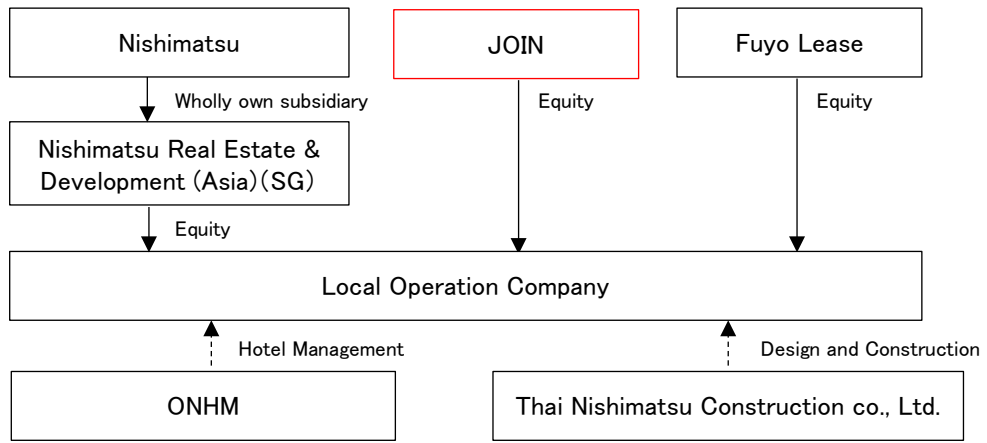 Nishimatsu
JOIN
Fuyo Lease
Wholly own subsidiary
Equity
Equity
Nishimatsu Real Estate &
Development (Asia)(SG)
Equity
Local Operation Company
Hotel Management
Design and Construction
ONHM
Thai Nishimatsu Construction co., Ltd.